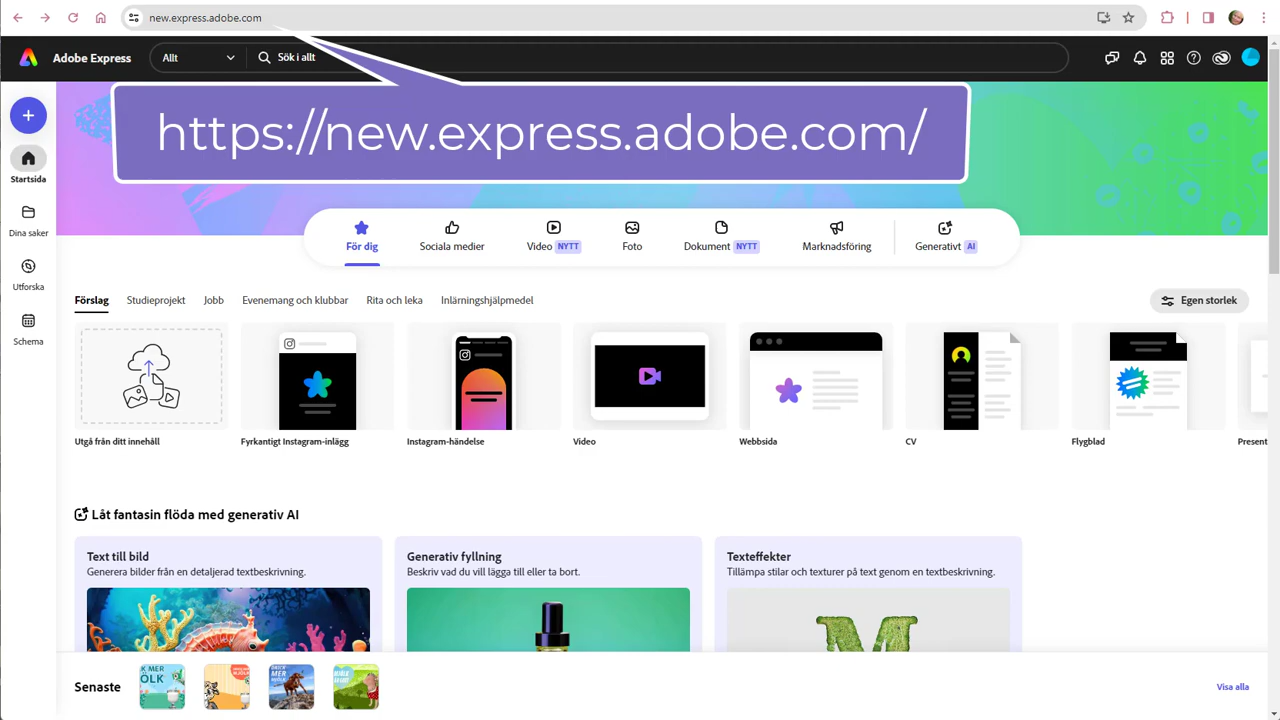 new.express.adobe.com
Adobe Express
Allt
Sök i allt
https://new.express.adobe.com/
Startsida
Dina saker
Utforska
Schema
För dig
Sociala medier
Video NYTT
Foto
Dokument NYTT
Marknadsföring
Generativt AI
Förslag
Studieprojekt
Jobb
Evenemang och klubbar
Rita och leka
Inlärningshjälpmedel
Egen storlek
Utgå från ditt innehåll
Fyrkantigt Instagram-inlägg
Instagram-händelse
Video
Webbsida
CV
Flygblad
Present
Låt fantasin flöda med generativ AI
Text till bild
Generera bilder från en detaljerad textbeskrivning.
Generativ fyllning
Beskriv vad du vill lägga till eller ta bort.
Texteffekter
Tillämpa stilar och texturer på text genom en textbeskrivning.
M
Senaste
K MER
ÖLK
Visa alla